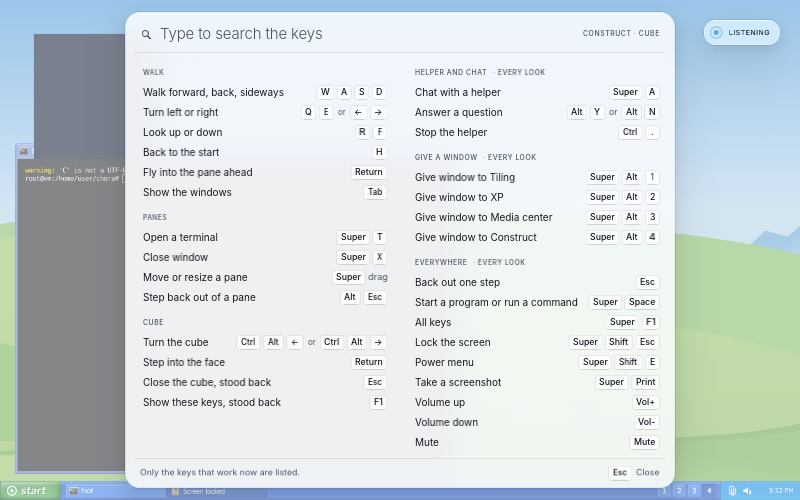 Type to search the keys
CONSTRUCT · CUBE
LISTENING
WALK
Walk forward, back, sideways W A S D
Turn left or right Q E or ← →
Look up or down R F
Back to the start H
Fly into the pane ahead Return
Show the windows Tab
PANES
Open a terminal Super T
Close window Super X
Move or resize a pane Super drag
Step back out of a pane Alt Esc
CUBE
Turn the cube Ctrl Alt ← or Ctrl Alt →
Step into the face Return
Close the cube, stood back Esc
Show these keys, stood back F1
HELPER AND CHAT · EVERY LOOK
Chat with a helper Super A
Answer a question Alt Y or Alt N
Stop the helper Ctrl .
GIVE A WINDOW · EVERY LOOK
Give window to Tiling Super Alt 1
Give window to XP Super Alt 2
Give window to Media center Super Alt 3
Give window to Construct Super Alt 4
EVERYWHERE · EVERY LOOK
Back out one step Esc
Start a program or run a command Super Space
All keys Super F1
Lock the screen Super Shift Esc
Power menu Super Shift E
Take a screenshot Super Print
Volume up Vol+
Volume down Vol-
Mute Mute
Only the keys that work now are listed.
Esc Close
warning: 'C' is not a UTF-
root@vm:/home/user/chora#
start
foot
Screen locked
1 2 3 4
3:32 PM